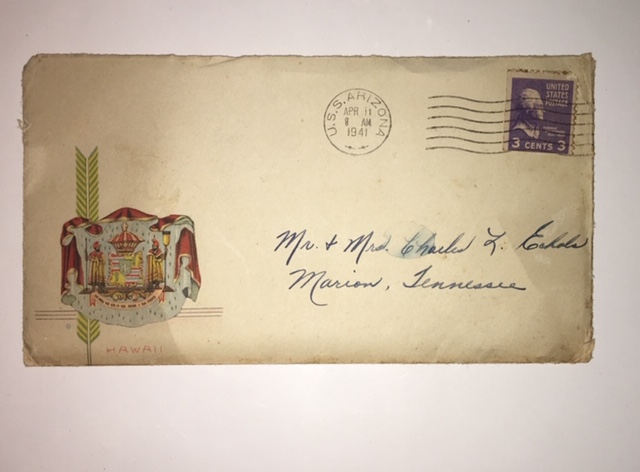 U.S.S. ARIZONA
APR 11
8 AM
1941
UNITED
STATES
POSTAGE
3 CENTS 3
Mr. & Mrs. Charles L. Echols
Marion, Tennessee
HAWAII